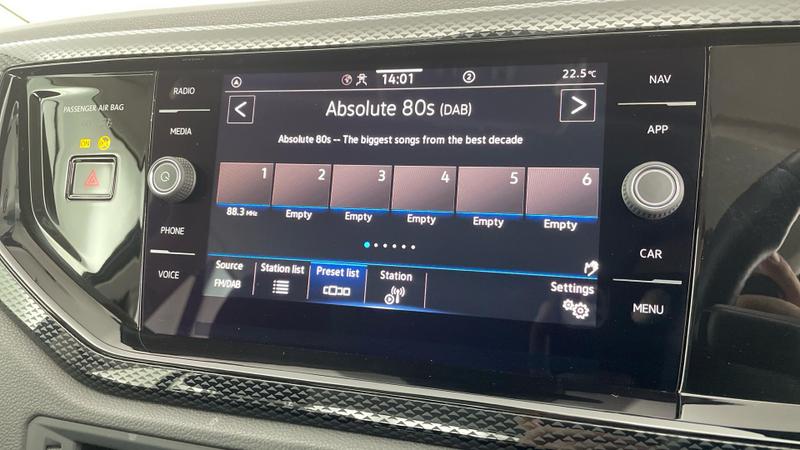 PASSENGER AIR BAG
ON
RADIO
MEDIA
PHONE
VOICE
A
14:01
2
22.5°C
Absolute 80s (DAB)
Absolute 80s -- The biggest songs from the best decade
1 2 3 4 5 6
88.3 MHz Empty Empty Empty Empty Empty
Source
FM/DAB
Station list
Preset list
Station
Settings
NAV
APP
CAR
MENU